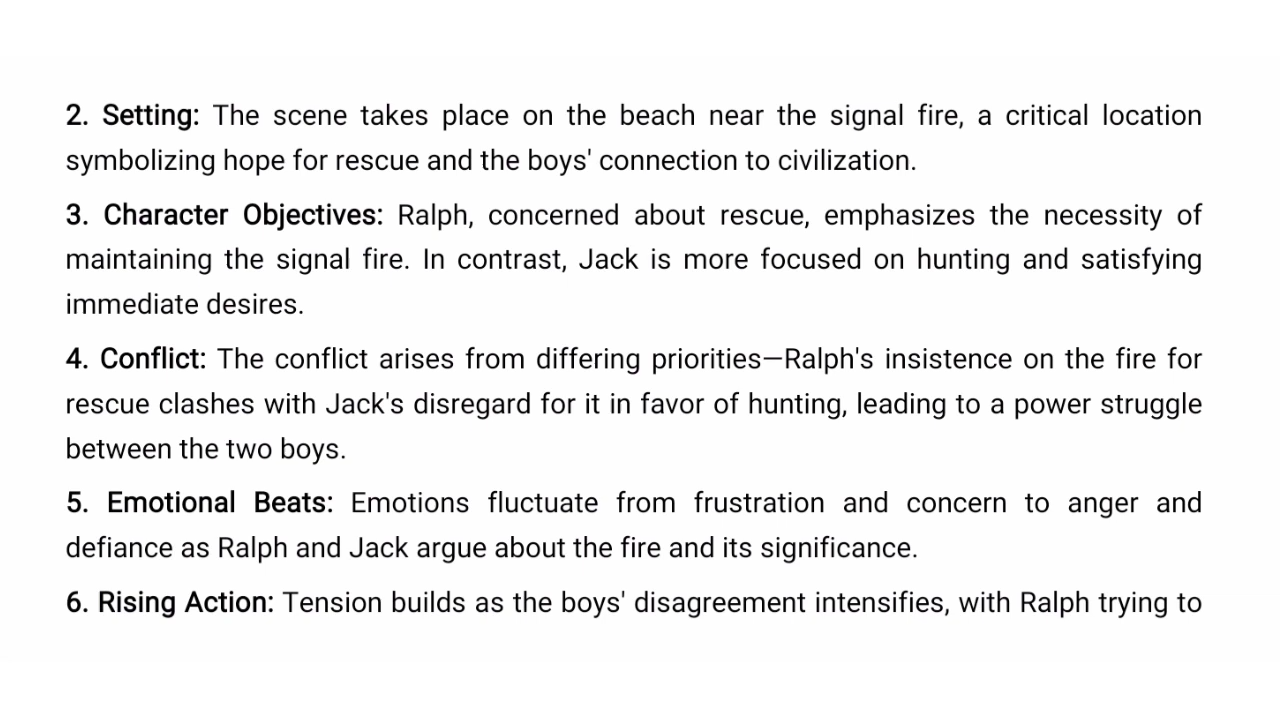 2. Setting: The scene takes place on the beach near the signal fire, a critical location
symbolizing hope for rescue and the boys' connection to civilization.
3. Character Objectives: Ralph, concerned about rescue, emphasizes the necessity of
maintaining the signal fire. In contrast, Jack is more focused on hunting and satisfying
immediate desires.
4. Conflict: The conflict arises from differing priorities—Ralph's insistence on the fire for
rescue clashes with Jack's disregard for it in favor of hunting, leading to a power struggle
between the two boys.
5. Emotional Beats: Emotions fluctuate from frustration and concern to anger and
defiance as Ralph and Jack argue about the fire and its significance.
6. Rising Action: Tension builds as the boys' disagreement intensifies, with Ralph trying to